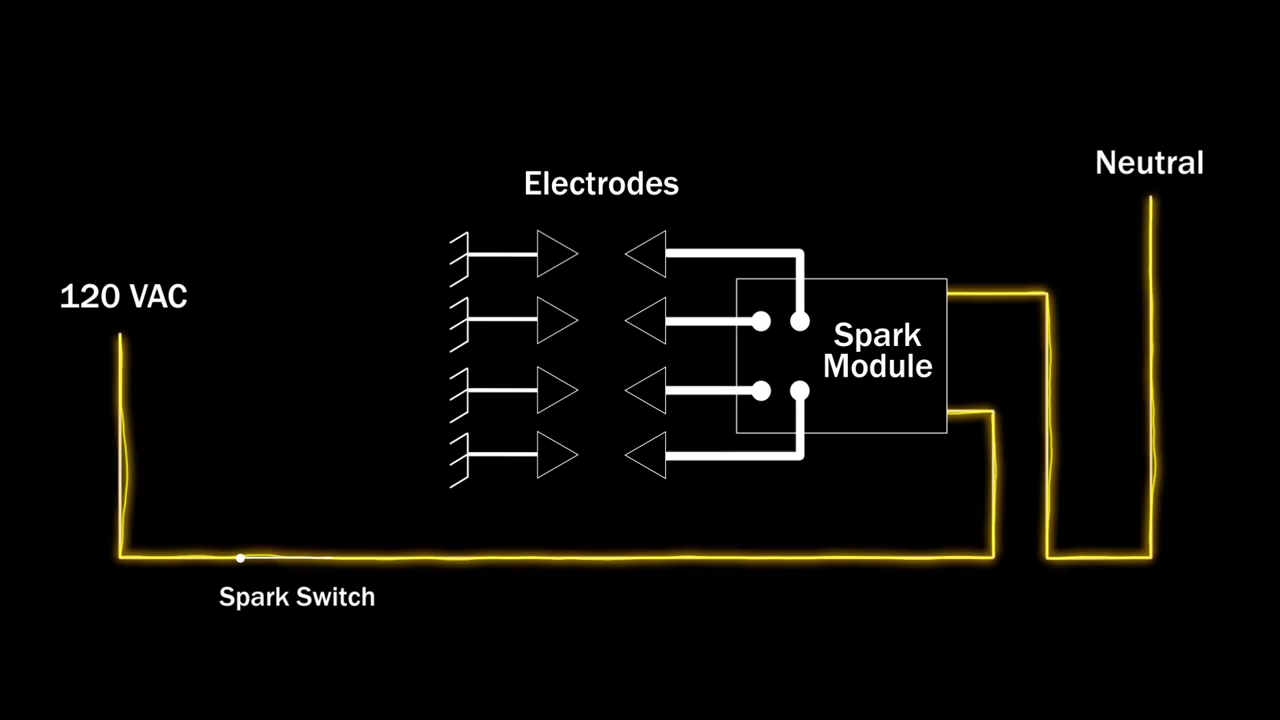 Neutral
Electrodes
120 VAC
Spark
Module
Spark Switch